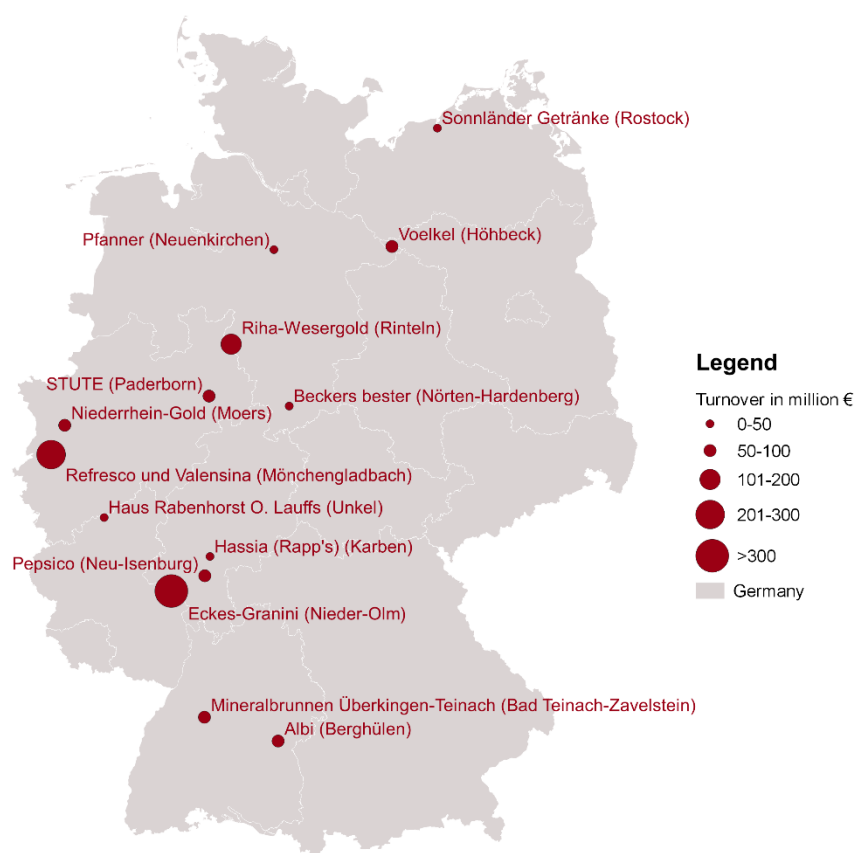 Sonnländer Getränke (Rostock)
Voelkel (Höhbeck)
Pfanner (Neuenkirchen)
Riha-Wesergold (Rinteln)
STUTE (Paderborn)
Beckers bester (Nörten-Hardenberg)
Niederrhein-Gold (Moers)
Refresco und Valensina (Mönchengladbach)
Haus Rabenhorst O. Lauffs (Unkel)
Hassia (Rapp's) (Karben)
Pepsico (Neu-Isenburg)
Eckes-Granini (Nieder-Olm)
Mineralbrunnen Überkingen-Teinach (Bad Teinach-Zavelstein)
Albi (Berghülen)
Legend
Turnover in million €
0-50
50-100
101-200
201-300
>300
Germany